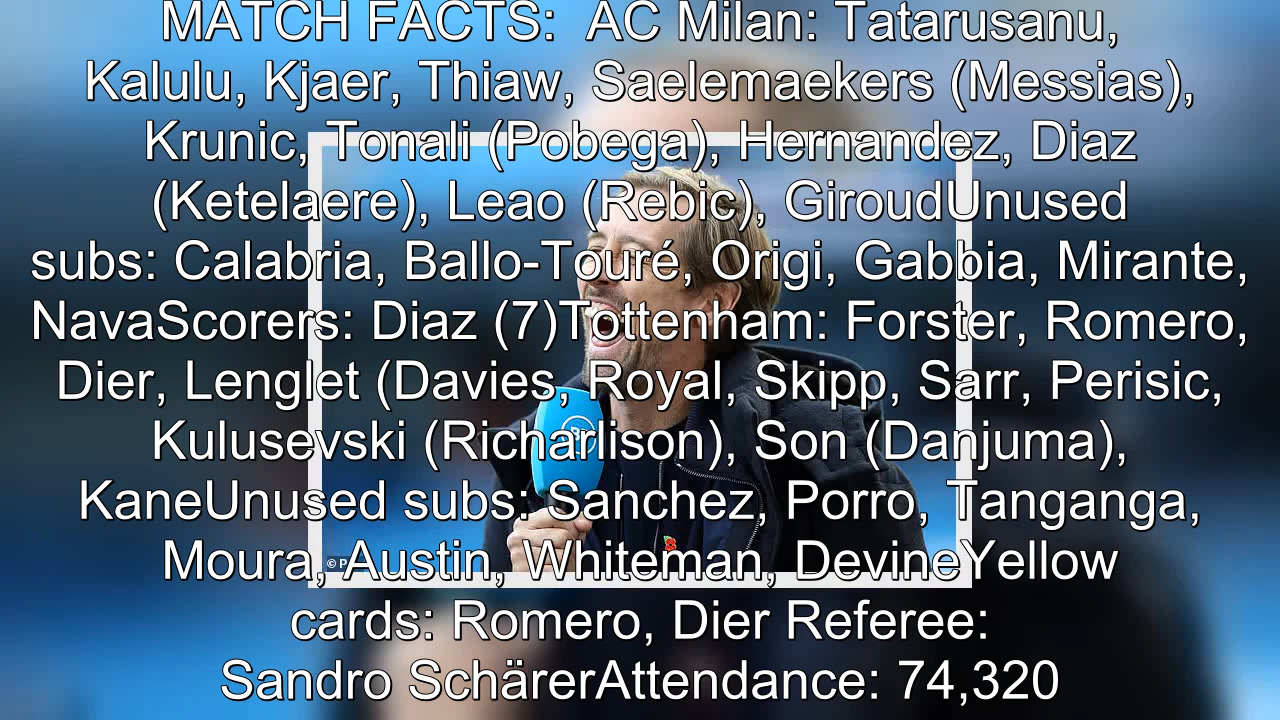 MATCH FACTS:  AC Milan: Tatarusanu,
Kalulu, Kjaer, Thiaw, Saelemaekers (Messias),
Krunic, Tonali (Pobega), Hernandez, Diaz
(Ketelaere), Leao (Rebic), GiroudUnused
subs: Calabria, Ballo-Touré, Origi, Gabbia, Mirante,
NavaScorers: Diaz (7)Tottenham: Forster, Romero,
Dier, Lenglet (Davies, Royal, Skipp, Sarr, Perisic,
Kulusevski (Richarlison), Son (Danjuma),
KaneUnused subs: Sanchez, Porro, Tanganga,
Moura, Austin, Whiteman, DevineYellow
cards: Romero, Dier Referee:
Sandro SchärerAttendance: 74,320